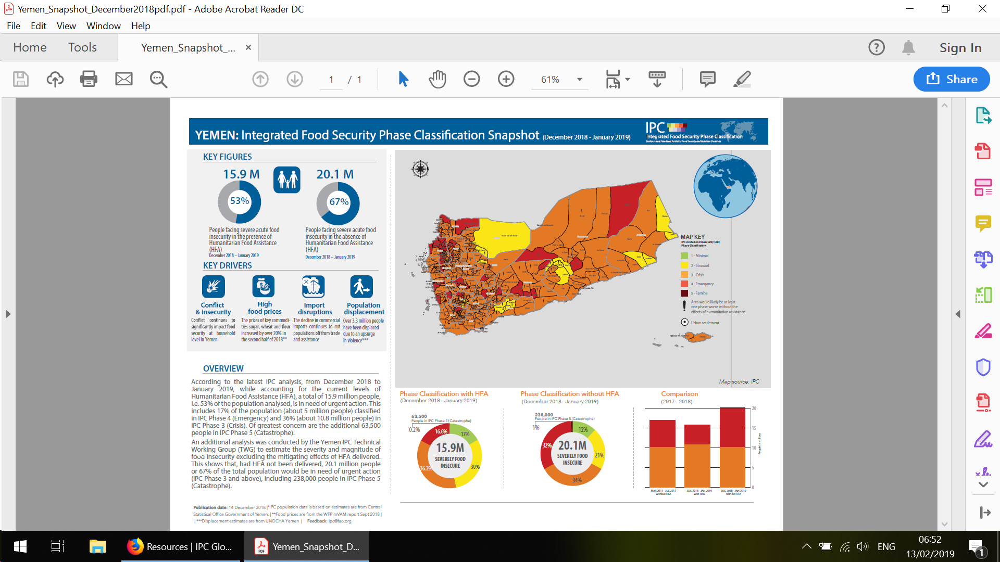 Yemen_Snapshot_December2018pdf.pdf - Adobe Acrobat Reader DC
File Edit View Window Help
Home Tools Yemen_Snapshot_... × Sign In
1 / 1 61% Share
YEMEN: Integrated Food Security Phase Classification Snapshot (December 2018 - January 2019)
IPC
Integrated Food Security Phase Classification
Evidence and Standards for Better Food Security and Nutrition Decisions
KEY FIGURES
15.9 M 20.1 M
53% 67%
People facing severe acute food
insecurity in the presence of
Humanitarian Food Assistance
(HFA)
December 2018 – January 2019
People facing severe acute food
insecurity in the absence of
Humanitarian Food Assistance
(HFA)
December 2018 – January 2019
KEY DRIVERS
Conflict
& insecurity
Conflict continues to
significantly impact food
security at household
level in Yemen
High
food prices
The prices of key commodi-
ties sugar, wheat and flour
increased by over 20% in
the second half of 2018**
Import
disruptions
The decline in commercial
imports continues to cut
populations off from trade
and assistance
Population
displacement
Over 3.3 million people
have been displaced
due to an upsurge
in violence***
OVERVIEW
According to the latest IPC analysis, from December 2018 to
January 2019, while accounting for the current levels of
Humanitarian Food Assistance (HFA), a total of 15.9 million people,
i.e. 53% of the population analysed, is in need of urgent action. This
includes 17% of the population (about 5 million people) classified
in IPC Phase 4 (Emergency) and 36% (about 10.8 million people) in
IPC Phase 3 (Crisis). Of greatest concern are the additional 63,500
people in IPC Phase 5 (Catastrophe).
An additional analysis was conducted by the Yemen IPC Technical
Working Group (TWG) to estimate the severity and magnitude of
food insecurity excluding the mitigating effects of HFA delivered.
This shows that, had HFA not been delivered, 20.1 million people
or 67% of the total population would be in need of urgent action
(IPC Phase 3 and above), including 238,000 people in IPC Phase 5
(Catastrophe).
Publication date: 14 December 2018 |*IPC population data is based on estimates are from Central
Statistical Office Government of Yemen. | **Food prices are from the WFP mVAM report Sept 2018 |
| ***Displacement estimates are from UNOCHA Yemen | Feedback: ipc@fao.org
MAP KEY
IPC Acute Food Insecurity (AFI)
Phase Classification
1 - Minimal
2 - Stressed
3 - Crisis
4 - Emergency
5 - Famine
Area would likely be at least
one phase worse without the
effects of humanitarian assistance
Urban settlement
Map source: IPC
Phase Classification with HFA
(December 2018 - January 2019)
63,500
People in IPC Phase 5 (Catastrophe)
0.2%
16.6%
17%
15.9M
SEVERELY FOOD
INSECURE
36.2%
30%
Phase Classification without HFA
(December 2018 - January 2019)
238,000
People in IPC Phase 5 (Catastrophe)
1%
12%
32%
20.1M
SEVERELY FOOD
INSECURE
21%
34%
Comparison
(2017 - 2018)
20
15
10
5
0
People in millions
MAR 2017 - JUL 2017
without HFA
DEC 2018 - JAN 2019
with HFA
DEC 2018 - JAN 2019
without HFA
Resources | IPC Glo...
Yemen_Snapshot_D...
ENG
06:52
13/02/2019
1